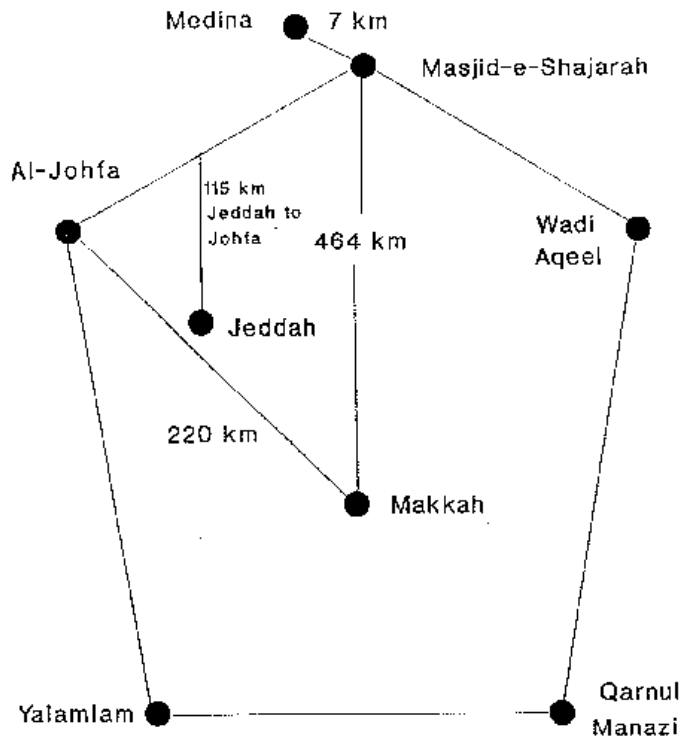 Medina
7 km
Masjid-e-Shajarah
Al-Johfa
115 km
Jeddah to
Johfa
464 km
Wadi
Aqeel
Jeddah
220 km
Makkah
Yalamlam
Qarnul
Manazi